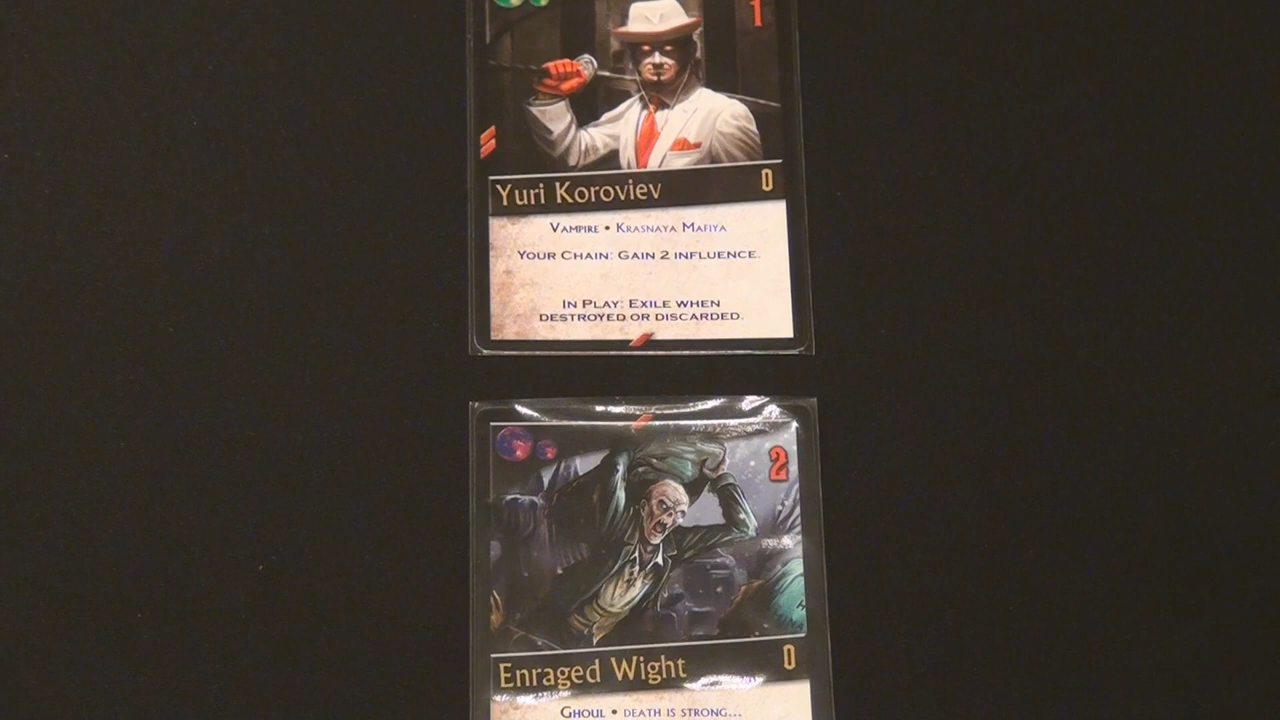 1
Yuri Koroviev 0
Vampire • Krasnaya Mafiya
Your Chain: Gain 2 influence.
In Play: Exile when
destroyed or discarded.
2
Enraged Wight 0
Ghoul • death is strong...